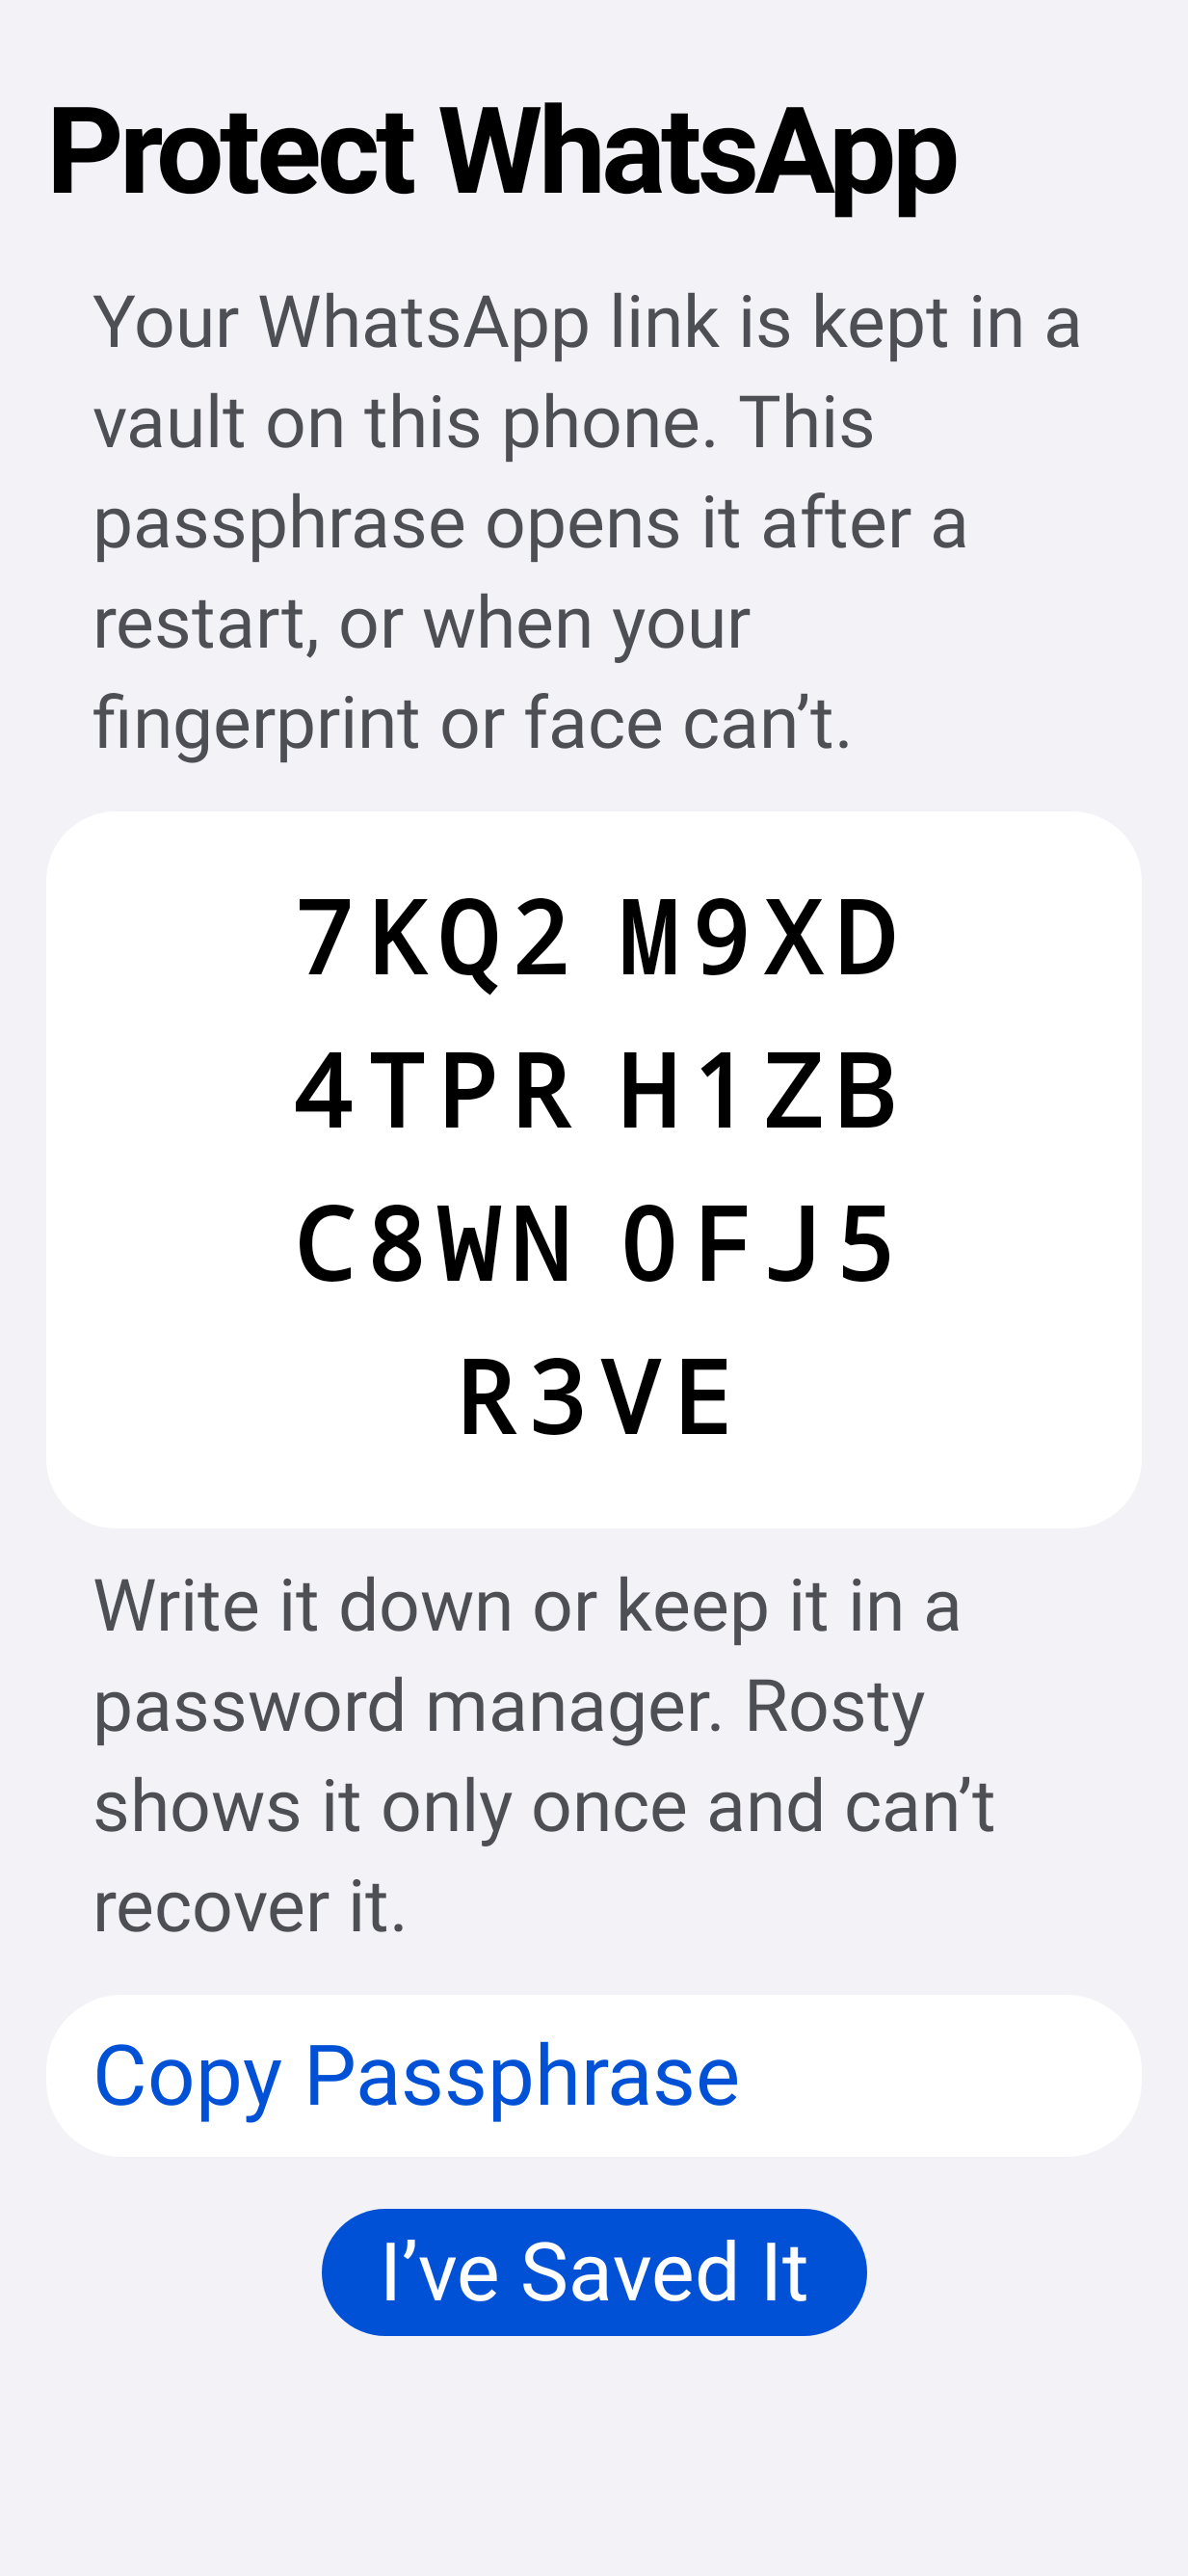 Protect WhatsApp
Your WhatsApp link is kept in a
vault on this phone. This
passphrase opens it after a
restart, or when your
fingerprint or face can’t.
7KQ2 M9XD
4TPR H1ZB
C8WN 0FJ5
R3VE
Write it down or keep it in a
password manager. Rosty
shows it only once and can’t
recover it.
Copy Passphrase
I’ve Saved It